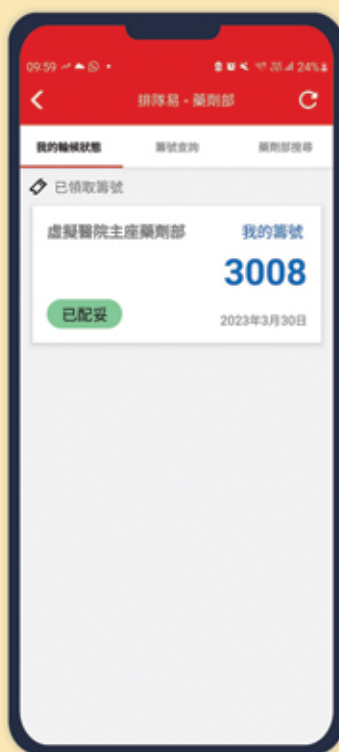 09:59
24%
排隊易 - 藥劑部
我的輪候狀態 籌號查詢 藥劑部搜尋
已領取籌號
虛擬醫院主座藥劑部 我的籌號
3008
已配妥 2023年3月30日